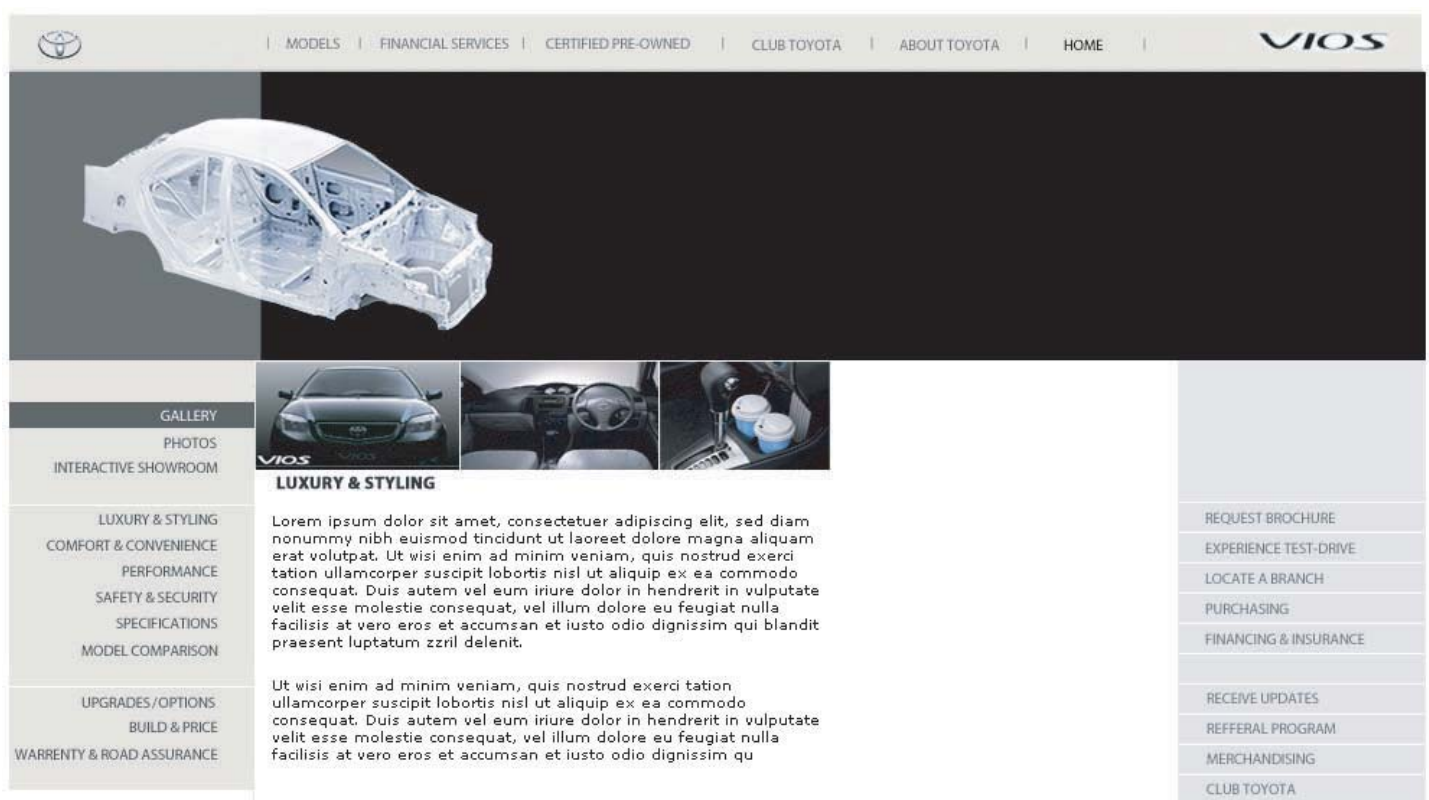 MODELS FINANCIAL SERVICES CERTIFIED PRE-OWNED CLUB TOYOTA ABOUT TOYOTA HOME VIOS
GALLERY
PHOTOS
INTERACTIVE SHOWROOM
LUXURY & STYLING
COMFORT & CONVENIENCE
PERFORMANCE
SAFETY & SECURITY
SPECIFICATIONS
MODEL COMPARISON
UPGRADES/OPTIONS
BUILD & PRICE
WARRENTY & ROAD ASSURANCE
VIOS
VIOS
LUXURY & STYLING
Lorem ipsum dolor sit amet, consectetuer adipiscing elit, sed diam
nonummy nibh euismod tincidunt ut laoreet dolore magna aliquam
erat volutpat. Ut wisi enim ad minim veniam, quis nostrud exerci
tation ullamcorper suscipit lobortis nisl ut aliquip ex ea commodo
consequat. Duis autem vel eum iriure dolor in hendrerit in vulputate
velit esse molestie consequat, vel illum dolore eu feugiat nulla
facilisis at vero eros et accumsan et iusto odio dignissim qui blandit
praesent luptatum zzril delenit.
Ut wisi enim ad minim veniam, quis nostrud exerci tation
ullamcorper suscipit lobortis nisl ut aliquip ex ea commodo
consequat. Duis autem vel eum iriure dolor in hendrerit in vulputate
velit esse molestie consequat, vel illum dolore eu feugiat nulla
facilisis at vero eros et accumsan et iusto odio dignissim qu
REQUEST BROCHURE
EXPERIENCE TEST-DRIVE
LOCATE A BRANCH
PURCHASING
FINANCING & INSURANCE
RECEIVE UPDATES
REFFERAL PROGRAM
MERCHANDISING
CLUB TOYOTA